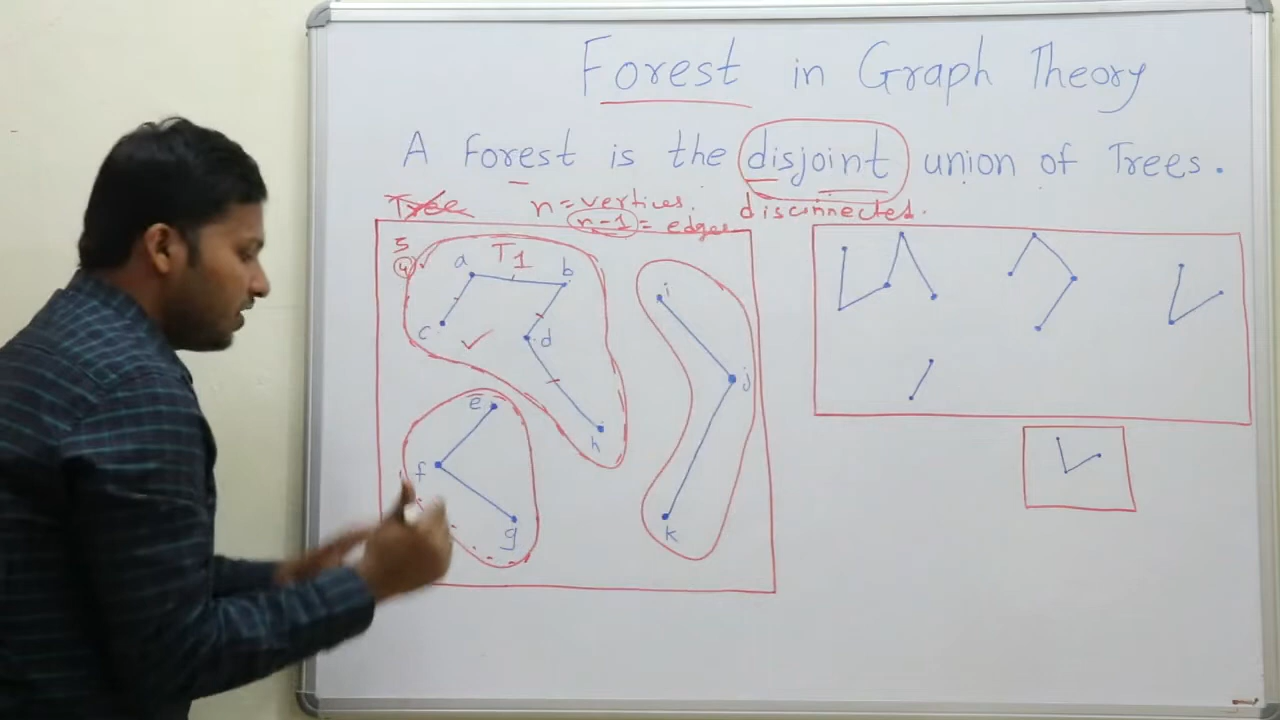 Forest in Graph Theory
A Forest is the disjoint union of Trees.
Tree n = vertices. disconnected.
n-1 = edges
5
4
T1
a
b
c
d
h
e
f
g
i
j
k